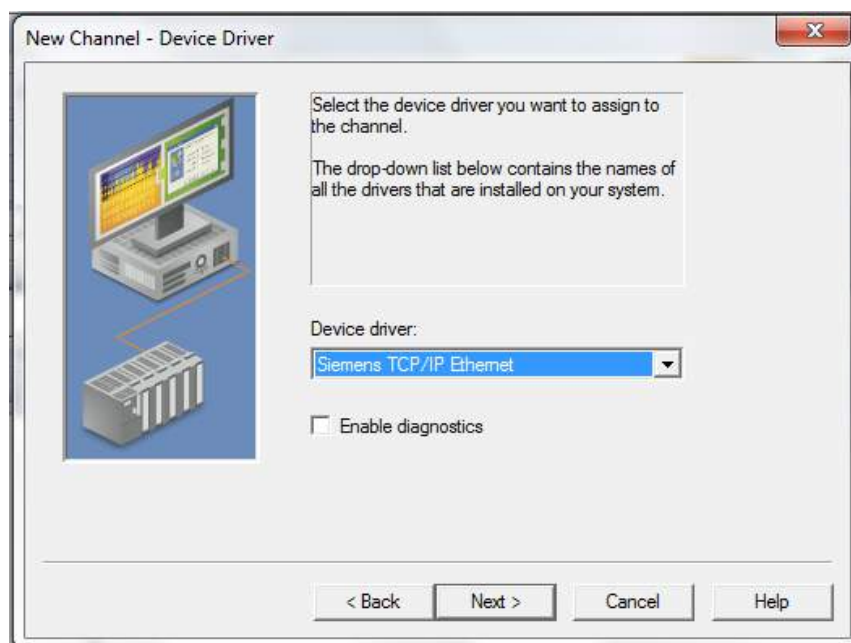 New Channel - Device Driver
Select the device driver you want to assign to
the channel.
The drop-down list below contains the names of
all the drivers that are installed on your system.
Device driver:
Siemens TCP/IP Ethernet
Enable diagnostics
< Back Next > Cancel Help